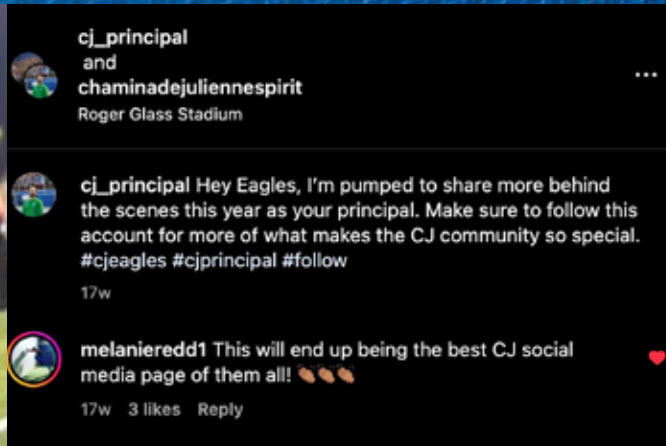 cj_principal
and
chaminadejuliennespirit
Roger Glass Stadium
cj_principal Hey Eagles, I'm pumped to share more behind
the scenes this year as your principal. Make sure to follow this
account for more of what makes the CJ community so special.
#cjeagles #cjprincipal #follow
17w
melanieredd1 This will end up being the best CJ social
media page of them all! 👏🏽👏🏽👏🏽
17w 3 likes Reply